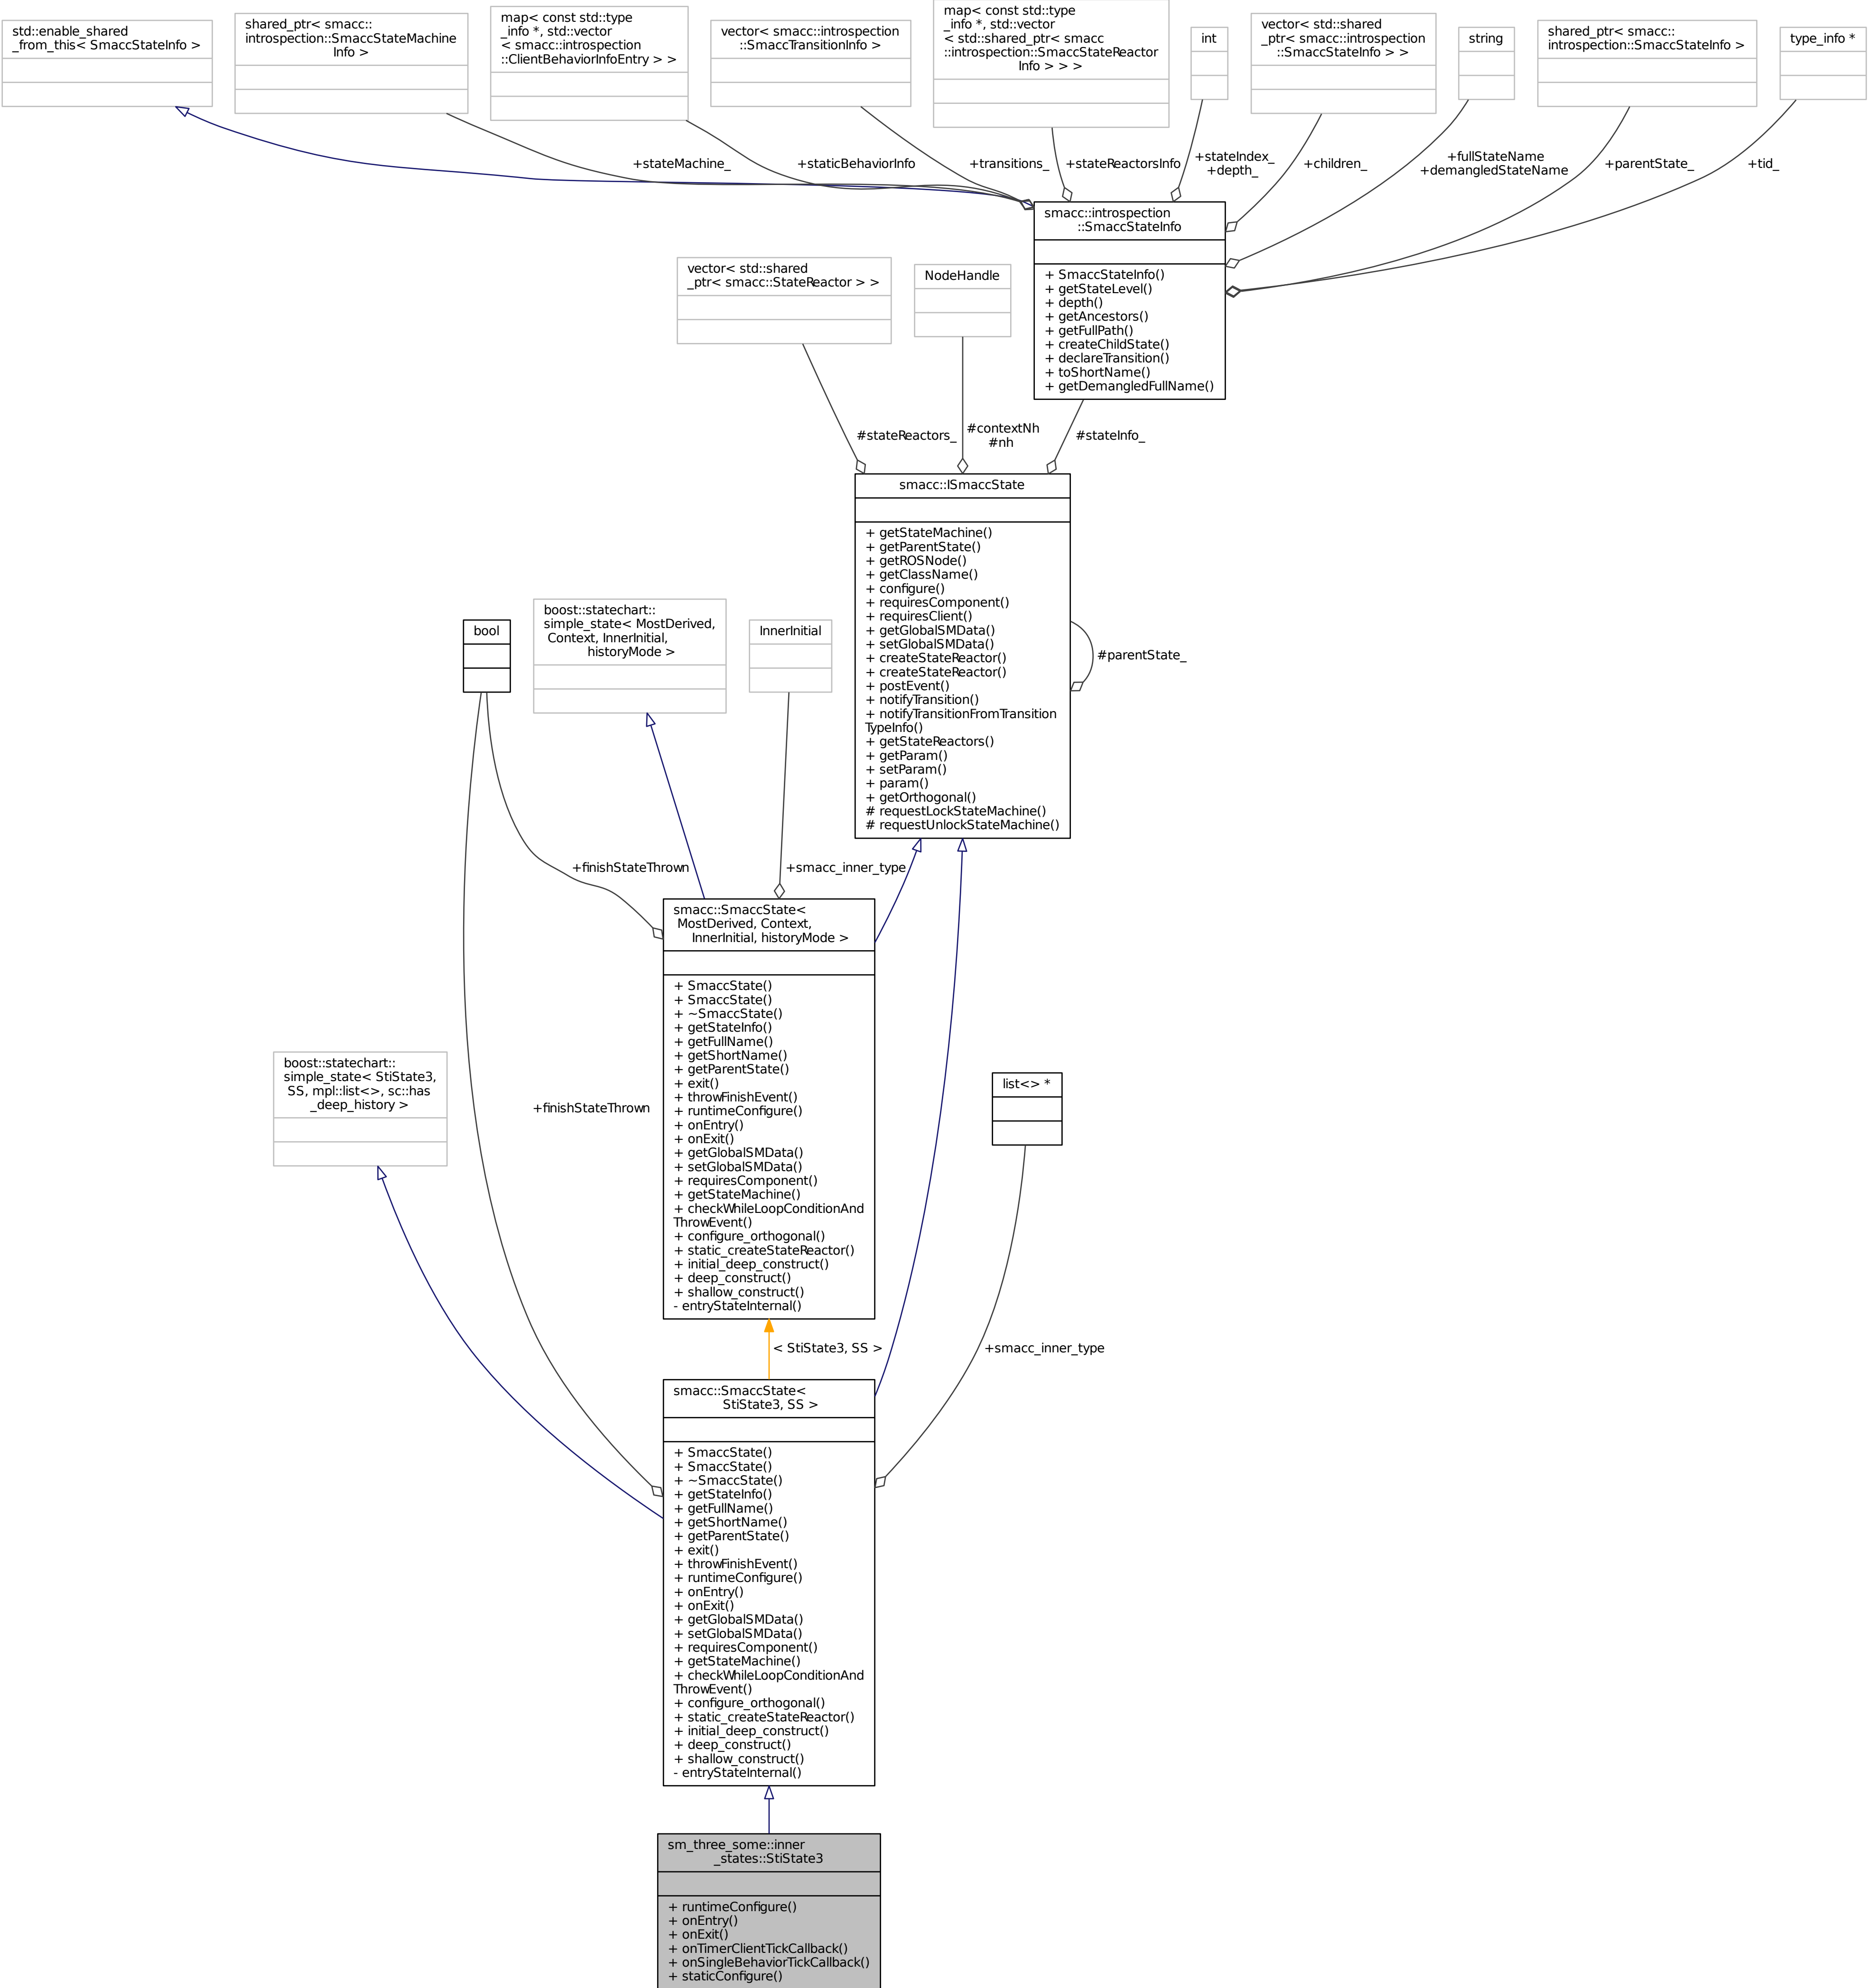 std::enable_shared
_from_this< SmaccStateInfo >
shared_ptr< smacc::
introspection::SmaccStateMachine
Info >
map< const std::type
_info *, std::vector
< smacc::introspection
::ClientBehaviorInfoEntry > >
vector< smacc::introspection
::SmaccTransitionInfo >
map< const std::type
_info *, std::vector
< std::shared_ptr< smacc
::introspection::SmaccStateReactor
Info > > >
int
vector< std::shared
_ptr< smacc::introspection
::SmaccStateInfo > >
string
shared_ptr< smacc::
introspection::SmaccStateInfo >
type_info *
+stateMachine_
+staticBehaviorInfo
+transitions_
+stateReactorsInfo
+stateIndex_
+depth_
+children_
+fullStateName
+demangledStateName
+parentState_
+tid_
smacc::introspection
::SmaccStateInfo
+ SmaccStateInfo()
+ getStateLevel()
+ depth()
+ getAncestors()
+ getFullPath()
+ createChildState()
+ declareTransition()
+ toShortName()
+ getDemangledFullName()
vector< std::shared
_ptr< smacc::StateReactor > >
NodeHandle
#stateReactors_
#contextNh
#nh
#stateInfo_
smacc::ISmaccState
+ getStateMachine()
+ getParentState()
+ getROSNode()
+ getClassName()
+ configure()
+ requiresComponent()
+ requiresClient()
+ getGlobalSMData()
+ setGlobalSMData()
+ createStateReactor()
+ createStateReactor()
+ postEvent()
+ notifyTransition()
+ notifyTransitionFromTransition
TypeInfo()
+ getStateReactors()
+ getParam()
+ setParam()
+ param()
+ getOrthogonal()
# requestLockStateMachine()
# requestUnlockStateMachine()
#parentState_
bool
boost::statechart::
simple_state< MostDerived,
Context, InnerInitial,
historyMode >
InnerInitial
+finishStateThrown
+smacc_inner_type
smacc::SmaccState<
MostDerived, Context,
InnerInitial, historyMode >
+ SmaccState()
+ SmaccState()
+ ~SmaccState()
+ getStateInfo()
+ getFullName()
+ getShortName()
+ getParentState()
+ exit()
+ throwFinishEvent()
+ runtimeConfigure()
+ onEntry()
+ onExit()
+ getGlobalSMData()
+ setGlobalSMData()
+ requiresComponent()
+ getStateMachine()
+ checkWhileLoopConditionAnd
ThrowEvent()
+ configure_orthogonal()
+ static_createStateReactor()
+ initial_deep_construct()
+ deep_construct()
+ shallow_construct()
- entryStateInternal()
boost::statechart::
simple_state< StiState3,
SS, mpl::list<>, sc::has
_deep_history >
+finishStateThrown
list<> *
< StiState3, SS >
+smacc_inner_type
smacc::SmaccState<
StiState3, SS >
+ SmaccState()
+ SmaccState()
+ ~SmaccState()
+ getStateInfo()
+ getFullName()
+ getShortName()
+ getParentState()
+ exit()
+ throwFinishEvent()
+ runtimeConfigure()
+ onEntry()
+ onExit()
+ getGlobalSMData()
+ setGlobalSMData()
+ requiresComponent()
+ getStateMachine()
+ checkWhileLoopConditionAnd
ThrowEvent()
+ configure_orthogonal()
+ static_createStateReactor()
+ initial_deep_construct()
+ deep_construct()
+ shallow_construct()
- entryStateInternal()
sm_three_some::inner
_states::StiState3
+ runtimeConfigure()
+ onEntry()
+ onExit()
+ onTimerClientTickCallback()
+ onSingleBehaviorTickCallback()
+ staticConfigure()